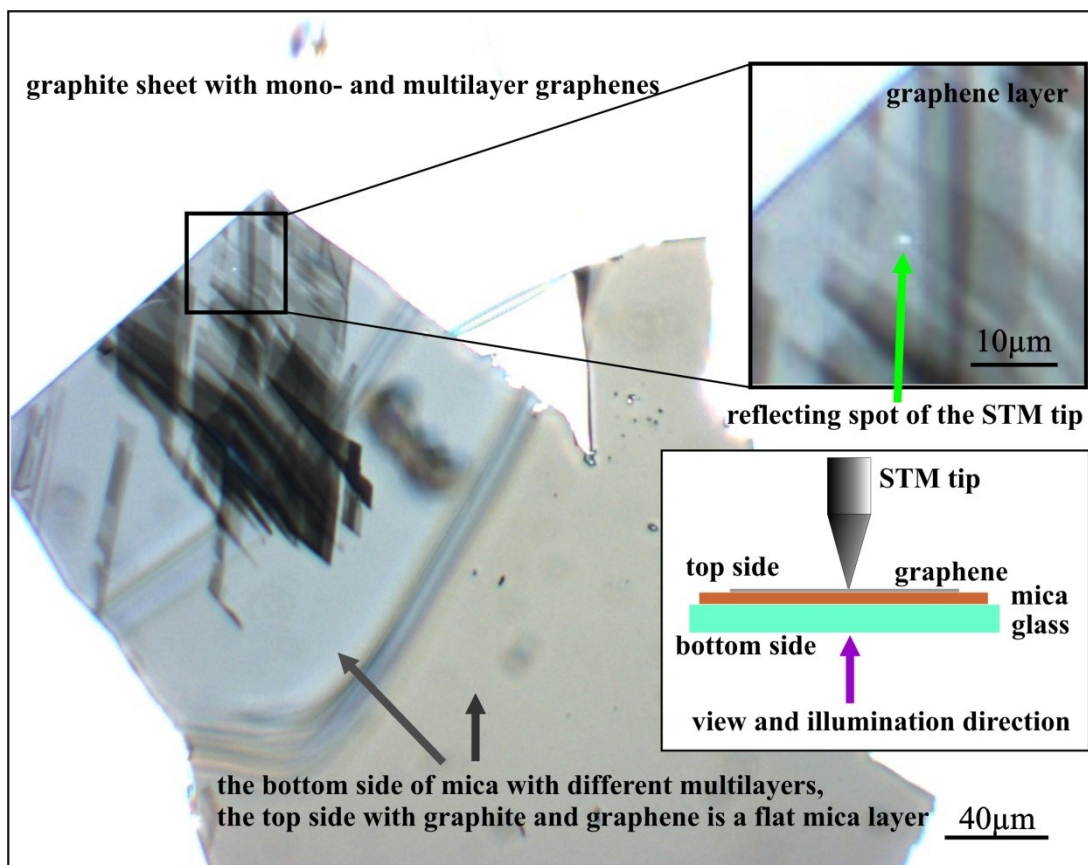 graphite sheet with mono- and multilayer graphenes
graphene layer
10µm
reflecting spot of the STM tip
STM tip
top side
graphene
mica
glass
bottom side
view and illumination direction
the bottom side of mica with different multilayers,
the top side with graphite and graphene is a flat mica layer
40µm